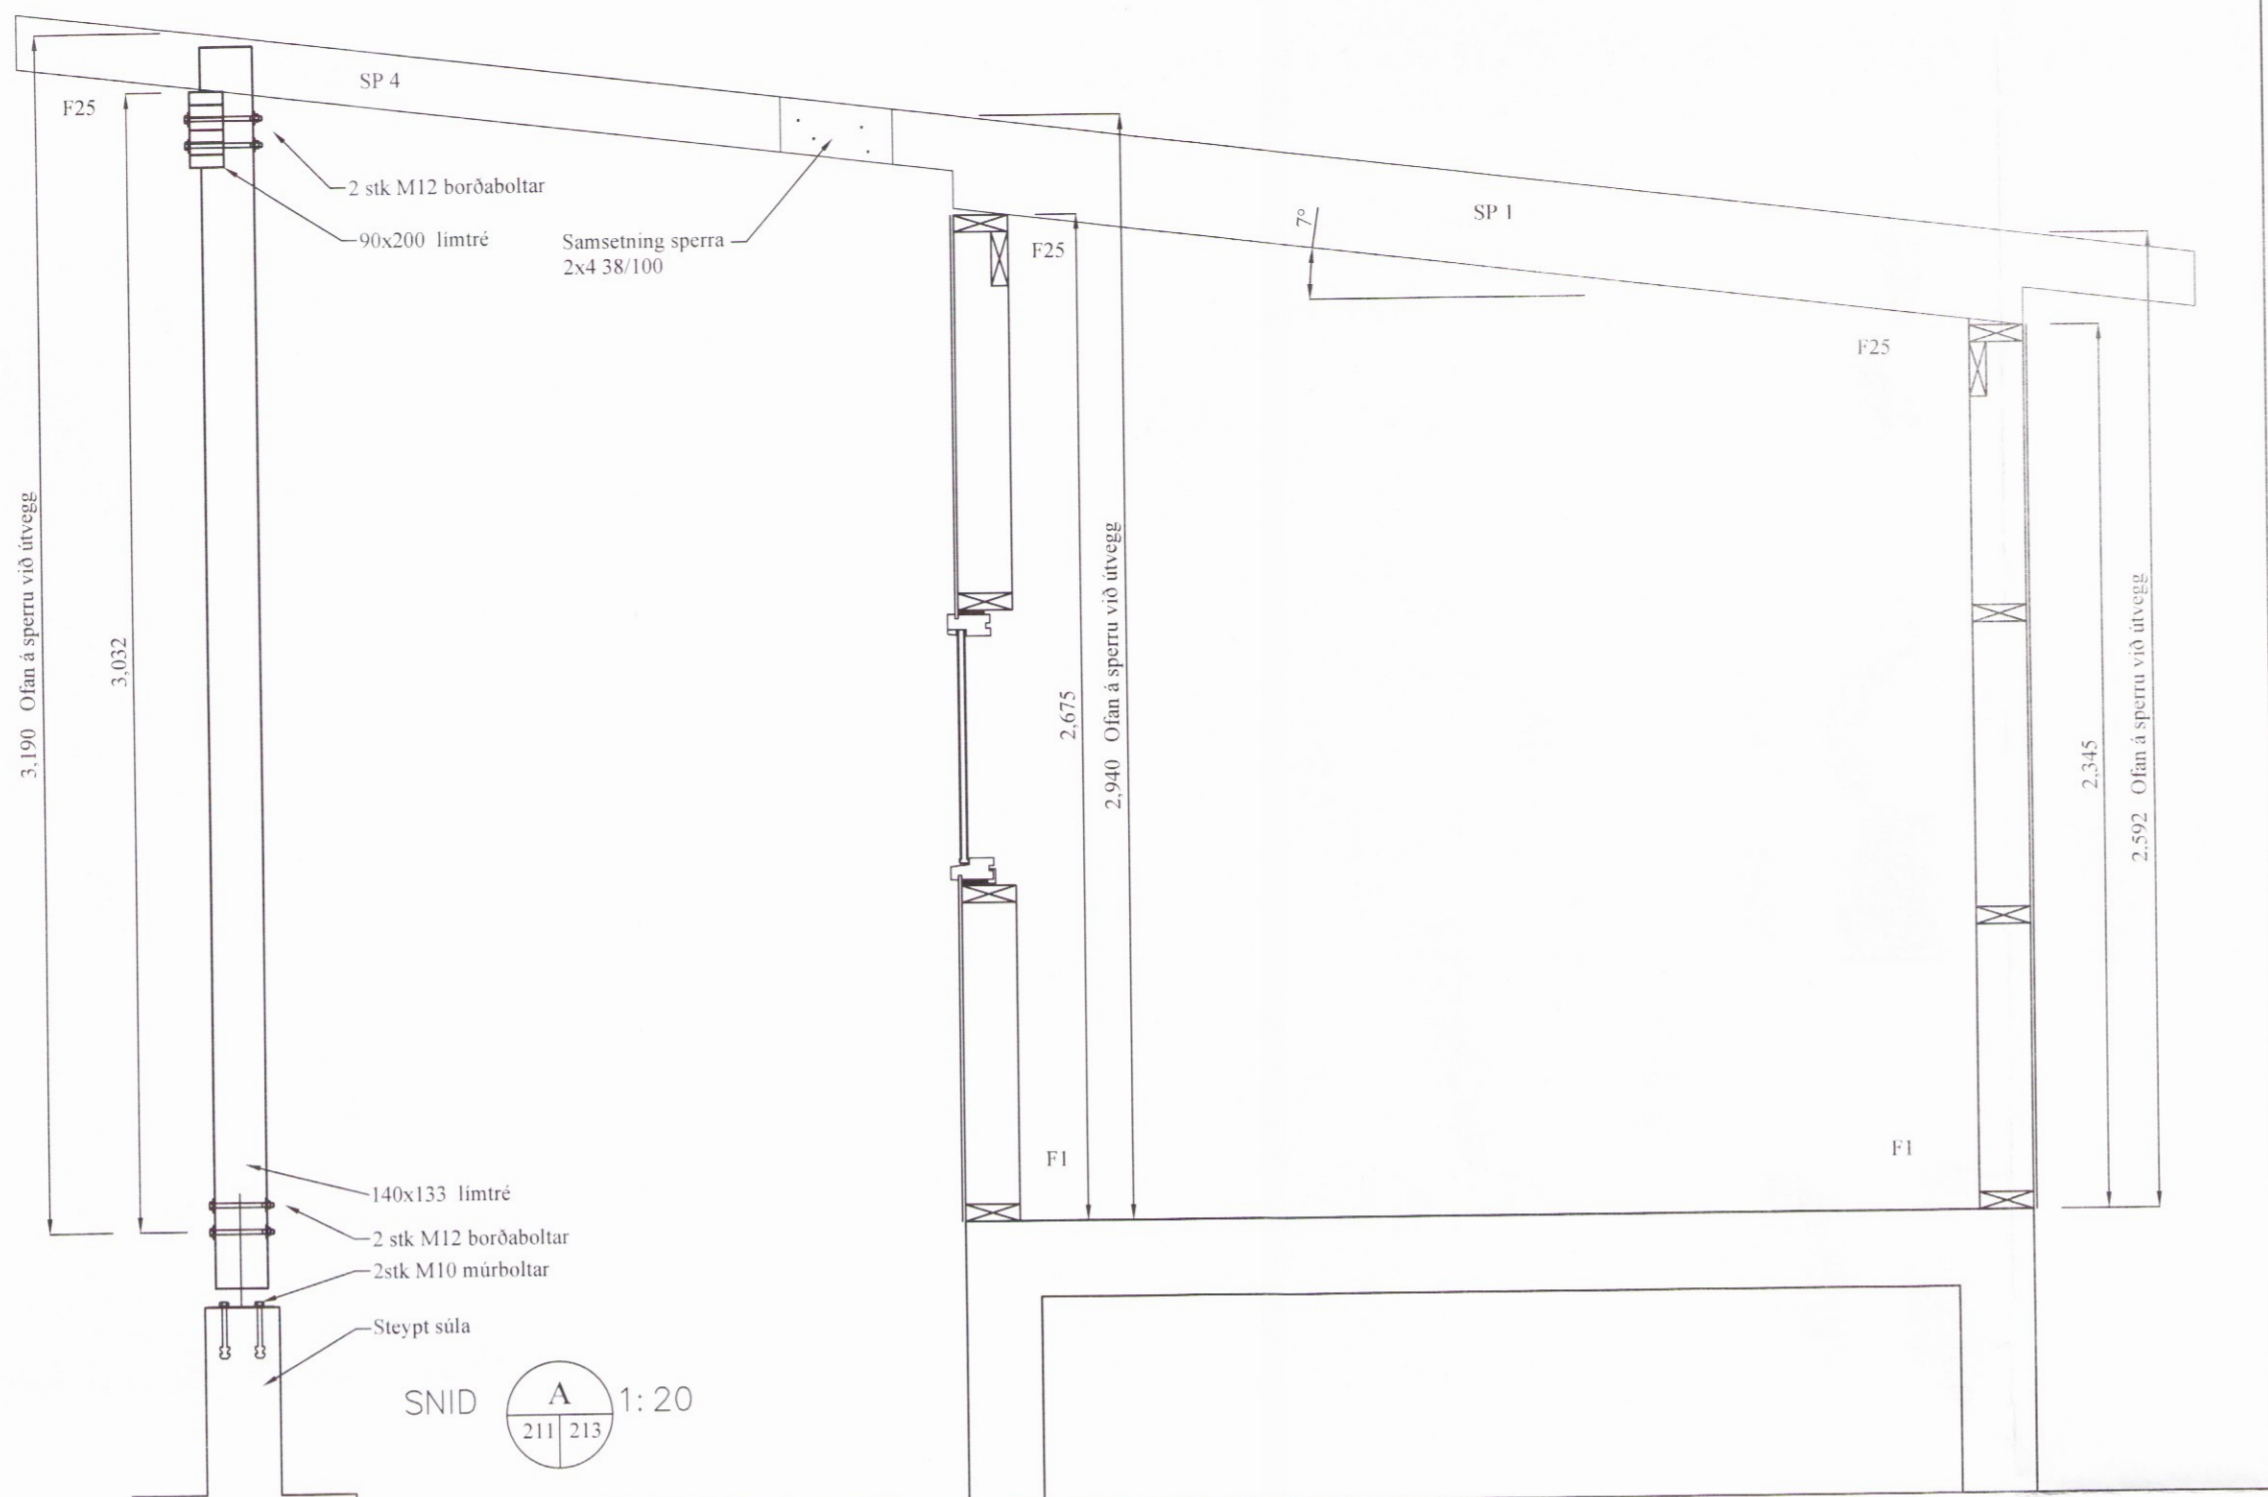 SP 4
F25
2 stk M12 borðaboltar
90x200 limtré
Samsetning sperra
2x4 38/100
F25
7°
SP 1
F25
3,190 Ofan á sperru við útvegg
3,032
2,675
2,940 Ofan á sperru við útvegg
2,345
2,592 Ofan á sperru við útvegg
F1
F1
140x133 límtré
2 stk M12 borðaboltar
2stk M10 múrboltar
Steypt súla
SNID A 1:20
211 213